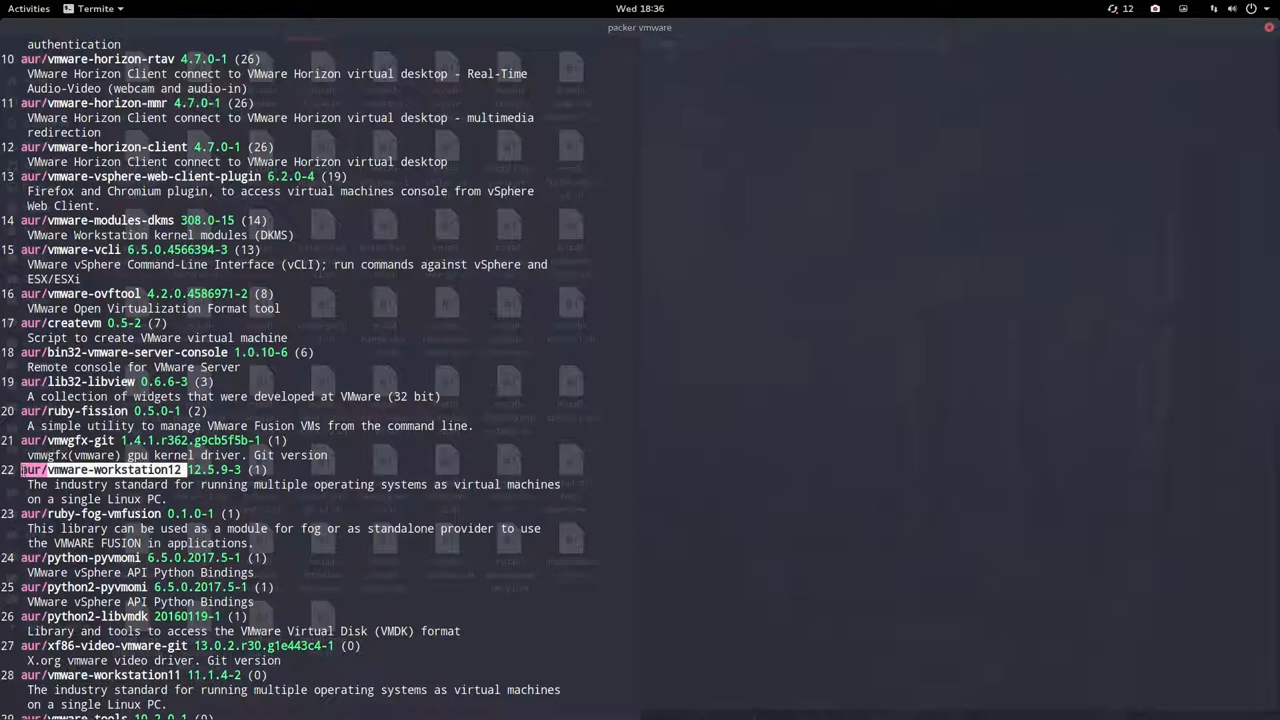 Activities Termite Wed 18:36 12
packer vmware
authentication
10 aur/vmware-horizon-rtav 4.7.0-1 (26)
VMware Horizon Client connect to VMware Horizon virtual desktop - Real-Time
Audio-Video (webcam and audio-in)
11 aur/vmware-horizon-mmr 4.7.0-1 (26)
VMware Horizon Client connect to VMware Horizon virtual desktop - multimedia
redirection
12 aur/vmware-horizon-client 4.7.0-1 (26)
VMware Horizon Client connect to VMware Horizon virtual desktop
13 aur/vmware-vsphere-web-client-plugin 6.2.0-4 (19)
Firefox and Chromium plugin, to access virtual machines console from vSphere
Web Client.
14 aur/vmware-modules-dkms 308.0-15 (14)
VMware Workstation kernel modules (DKMS)
15 aur/vmware-vcli 6.5.0.4566394-3 (13)
VMware vSphere Command-Line Interface (vCLI); run commands against vSphere and
ESX/ESXi
16 aur/vmware-ovftool 4.2.0.4586971-2 (8)
VMware Open Virtualization Format tool
17 aur/createvm 0.5-2 (7)
Script to create VMware virtual machine
18 aur/bin32-vmware-server-console 1.0.10-6 (6)
Remote console for VMware Server
19 aur/lib32-libview 0.6.6-3 (3)
A collection of widgets that were developed at VMware (32 bit)
20 aur/ruby-fission 0.5.0-1 (2)
A simple utility to manage VMware Fusion VMs from the command line.
21 aur/vmwgfx-git 1.4.1.r362.g9cb5f5b-1 (1)
vmwgfx(vmware) gpu kernel driver. Git version
22 aur/vmware-workstation12 12.5.9-3 (1)
The industry standard for running multiple operating systems as virtual machines
on a single Linux PC.
23 aur/ruby-fog-vmfusion 0.1.0-1 (1)
This library can be used as a module for fog or as standalone provider to use
the VMWARE FUSION in applications.
24 aur/python-pyvmomi 6.5.0.2017.5-1 (1)
VMware vSphere API Python Bindings
25 aur/python2-pyvmomi 6.5.0.2017.5-1 (1)
VMware vSphere API Python Bindings
26 aur/python2-libvmdk 20160119-1 (1)
Library and tools to access the VMware Virtual Disk (VMDK) format
27 aur/xf86-video-vmware-git 13.0.2.r30.g1e443c4-1 (0)
X.org vmware video driver. Git version
28 aur/vmware-workstation11 11.1.4-2 (0)
The industry standard for running multiple operating systems as virtual machines
on a single Linux PC.
29 aur/vmware-tools 10.2.0-1 (0)